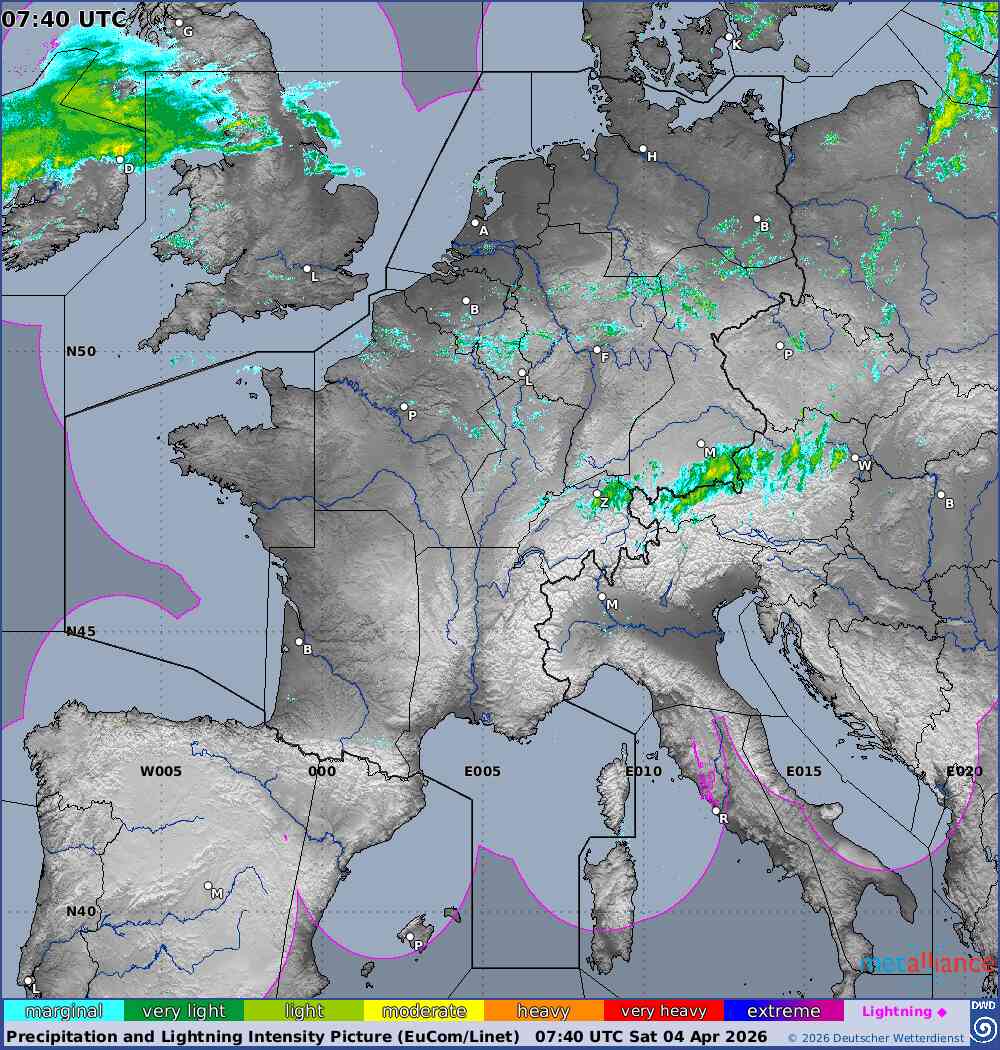 07:40 UTC
G
K
D
H
A
B
L
B
N50
F
P
L
P
M
W
Z
B
M
N45
B
W005
000
E005
E010
E015
E020
R
M
N40
P
L
metalliance
marginal very light light moderate heavy very heavy extreme Lightning ◆
DWD
Precipitation and Lightning Intensity Picture (EuCom/Linet) 07:40 UTC Sat 04 Apr 2026 © 2026 Deutscher Wetterdienst